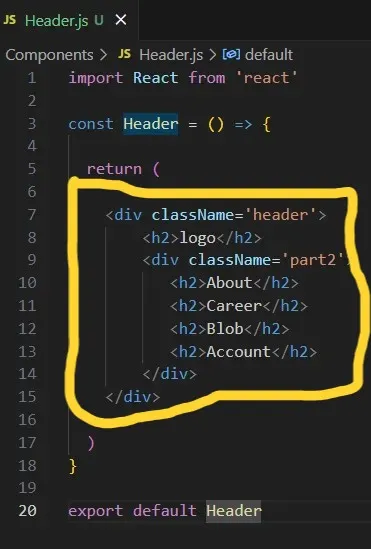 JS Header.js U X
Components > JS Header.js > default
1 import React from 'react'
2
3 const Header = () => {
4
5 return (
6
7 <div className='header'>
8 <h2>logo</h2>
9 <div className='part2'>
10 <h2>About</h2>
11 <h2>Career</h2>
12 <h2>Blob</h2>
13 <h2>Account</h2>
14 </div>
15 </div>
16
17 )
18 }
19
20 export default Header